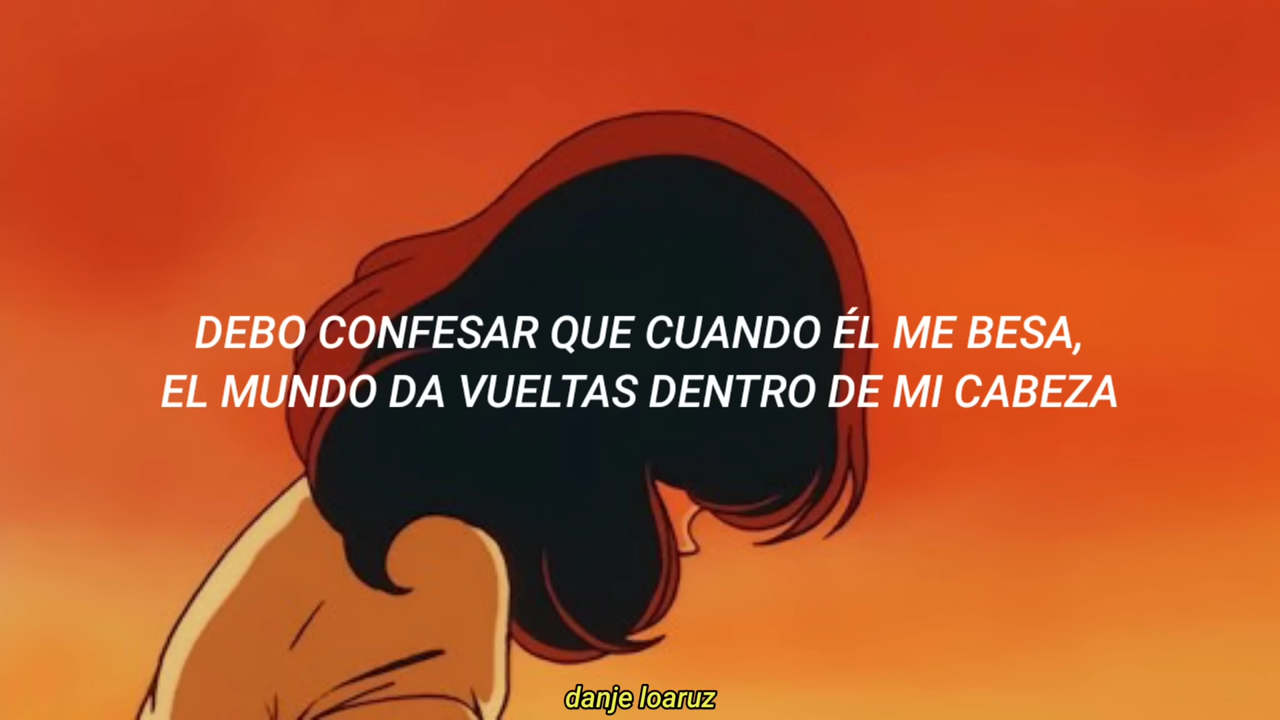 DEBO CONFESAR QUE CUANDO ÉL ME BESA,
EL MUNDO DA VUELTAS DENTRO DE MI CABEZA
danje loaruz